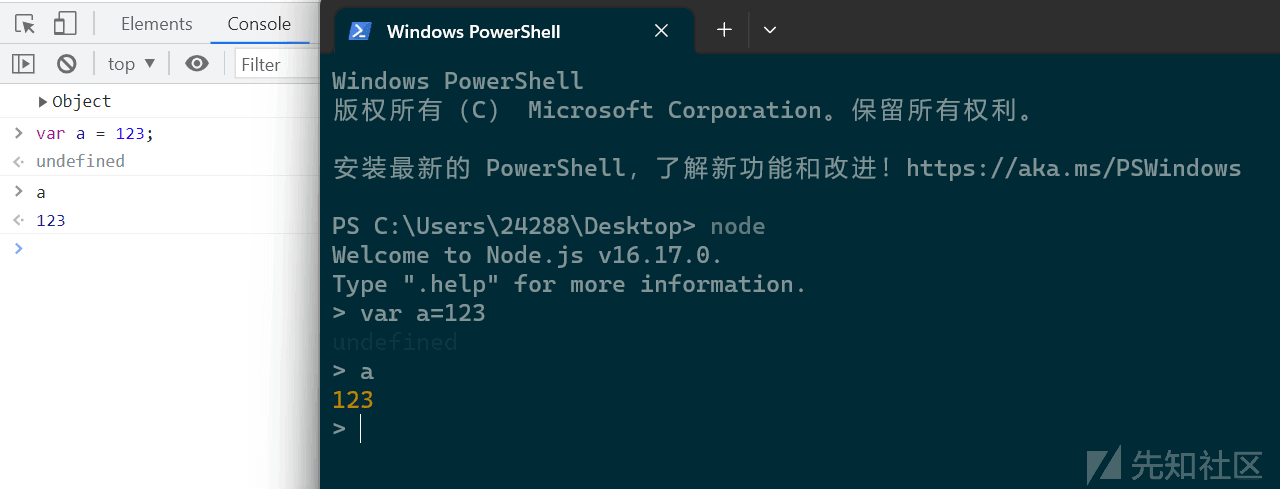 Elements Console
top ▼ Filter
▶Object
> var a = 123;
<· undefined
> a
<· 123
>
Windows PowerShell
Windows PowerShell
版权所有 (C) Microsoft Corporation。保留所有权利。
安装最新的 PowerShell，了解新功能和改进！https://aka.ms/PSWindows
PS C:\Users\24288\Desktop> node
Welcome to Node.js v16.17.0.
Type ".help" for more information.
> var a=123
undefined
> a
123
>
先知社区